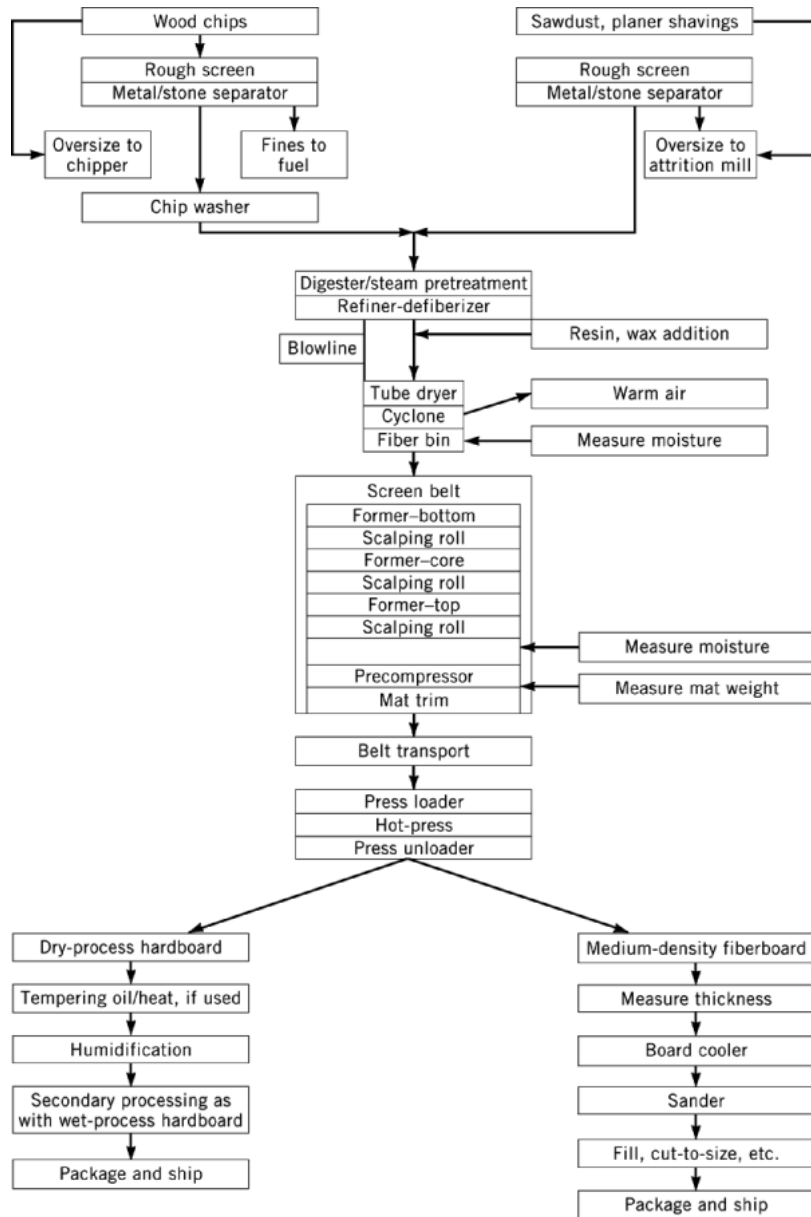 Wood chips
Sawdust, planer shavings
Rough screen
Metal/stone separator
Rough screen
Metal/stone separator
Oversize to
chipper
Fines to
fuel
Oversize to
attrition mill
Chip washer
Digester/steam pretreatment
Refiner-defiberizer
Blowline
Resin, wax addition
Tube dryer
Warm air
Cyclone
Fiber bin
Measure moisture
Screen belt
Former–bottom
Scalping roll
Former–core
Scalping roll
Former–top
Scalping roll
Measure moisture
Precompressor
Measure mat weight
Mat trim
Belt transport
Press loader
Hot-press
Press unloader
Dry-process hardboard
Medium-density fiberboard
Tempering oil/heat, if used
Measure thickness
Humidification
Board cooler
Secondary processing as
with wet-process hardboard
Sander
Package and ship
Fill, cut-to-size, etc.
Package and ship